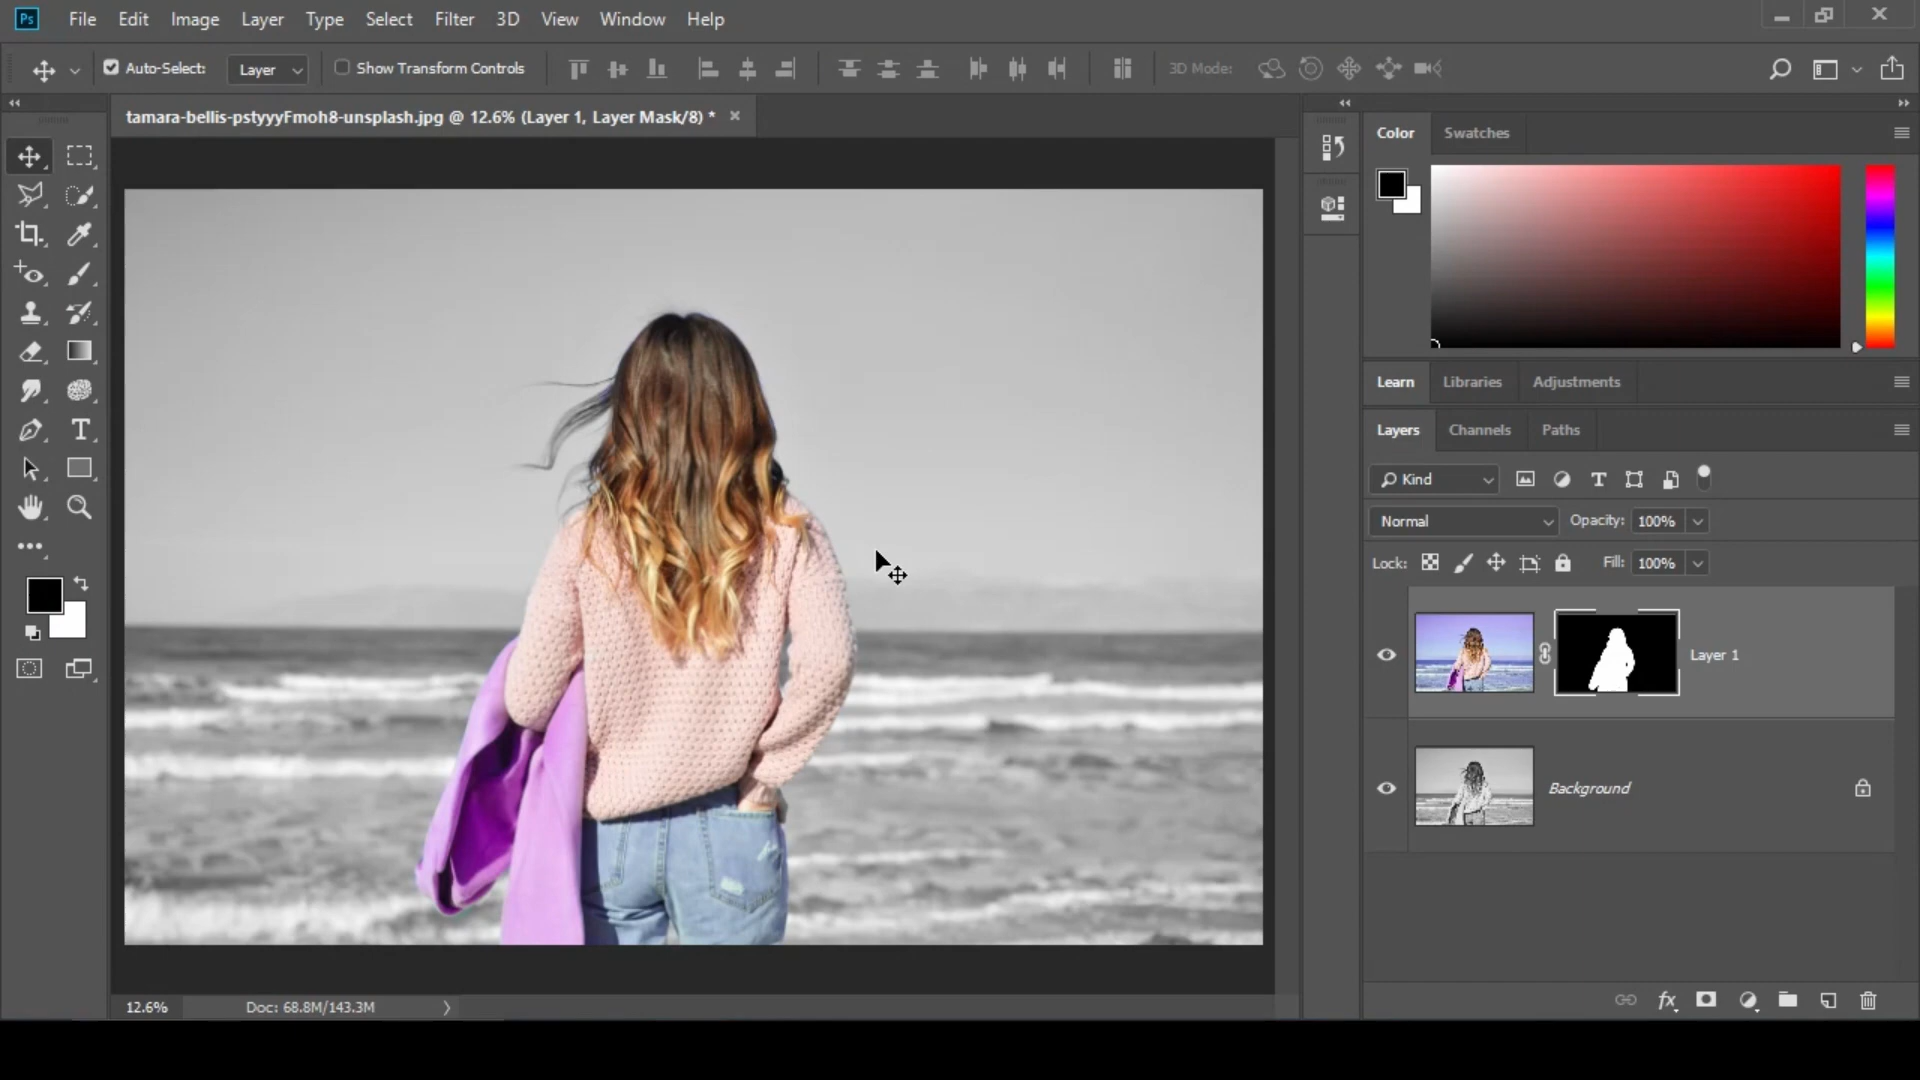 Ps File Edit Image Layer Type Select Filter 3D View Window Help
Auto-Select: Layer Show Transform Controls 3D Mode:
tamara-bellis-pstyyyFmoh8-unsplash.jpg @ 12.6% (Layer 1, Layer Mask/8) *
Color Swatches
Learn Libraries Adjustments
Layers Channels Paths
Kind
Normal Opacity: 100%
Lock: Fill: 100%
Layer 1
Background
12.6% Doc: 68.8M/143.3M